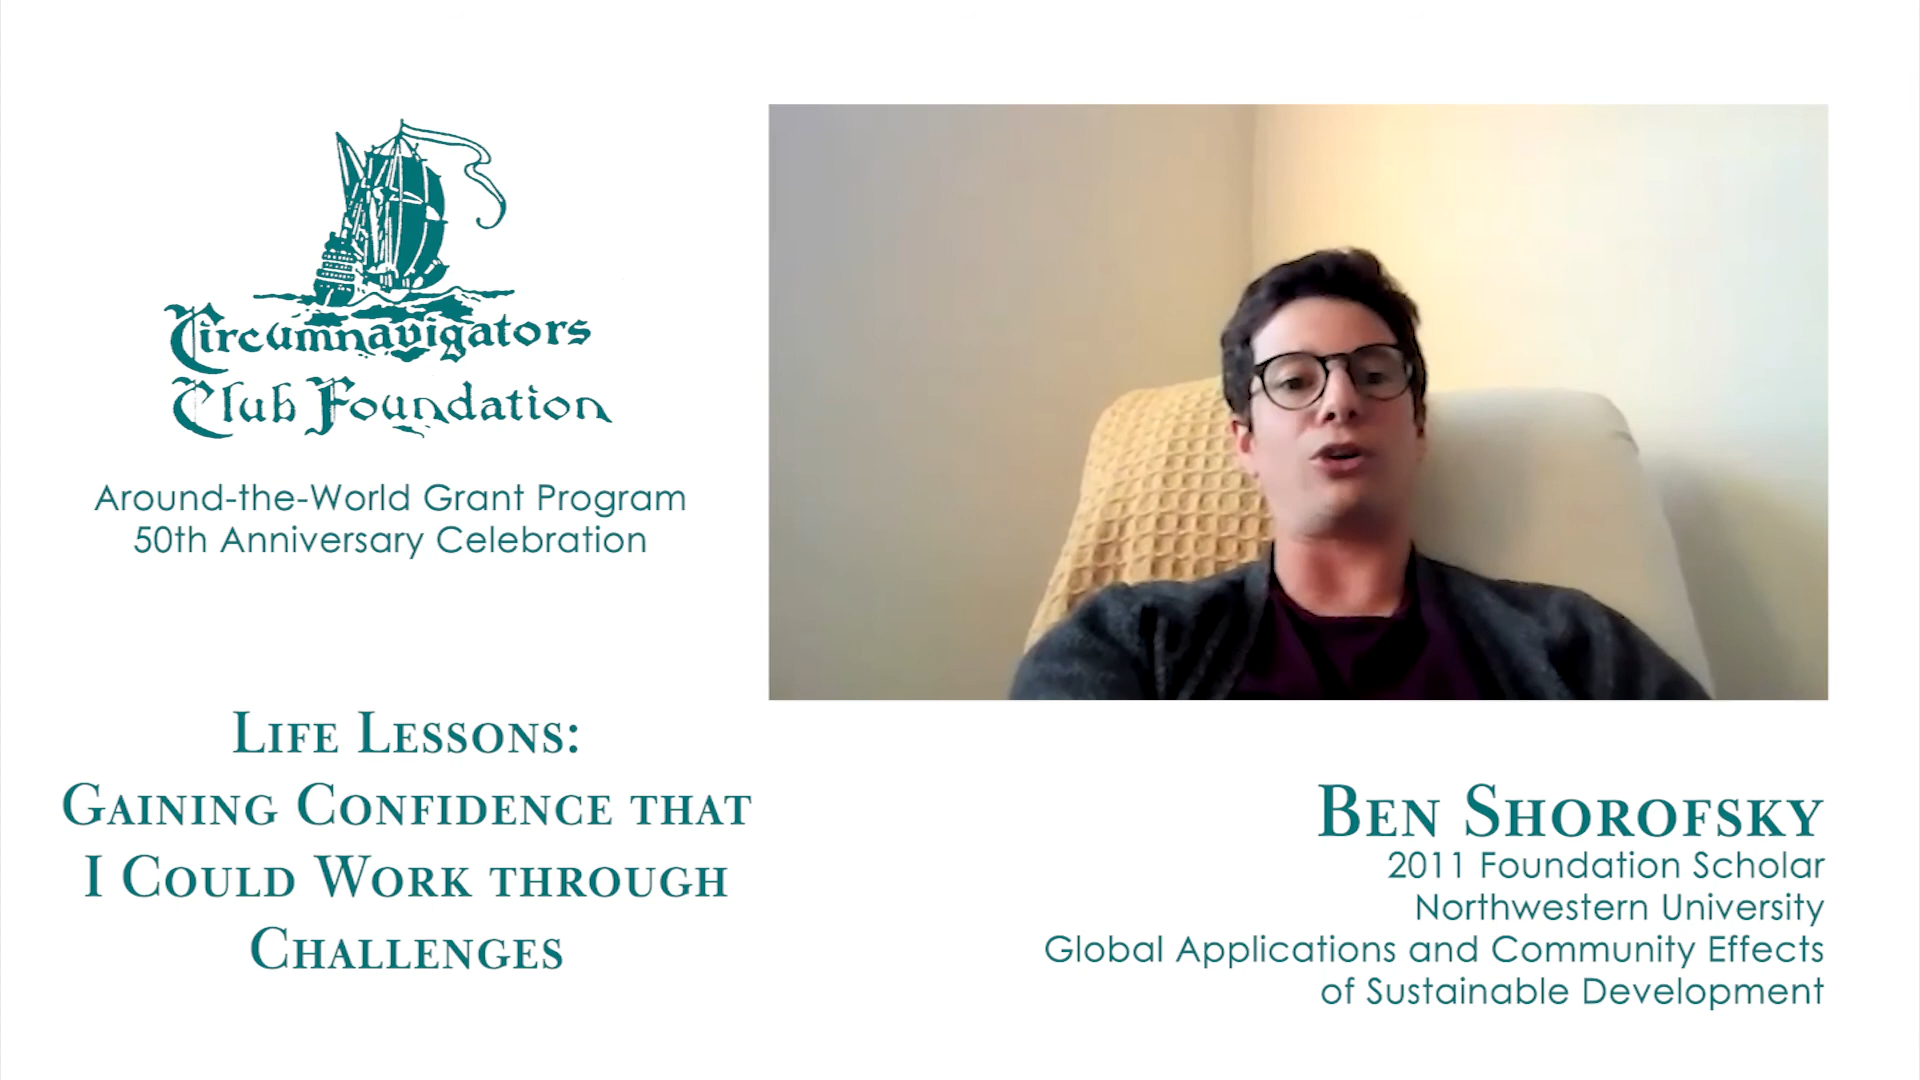 Circumnavigators
Club Foundation
Around-the-World Grant Program
50th Anniversary Celebration
Life Lessons:
Gaining Confidence that
I Could Work through
Challenges
Ben Shorofsky
2011 Foundation Scholar
Northwestern University
Global Applications and Community Effects
of Sustainable Development